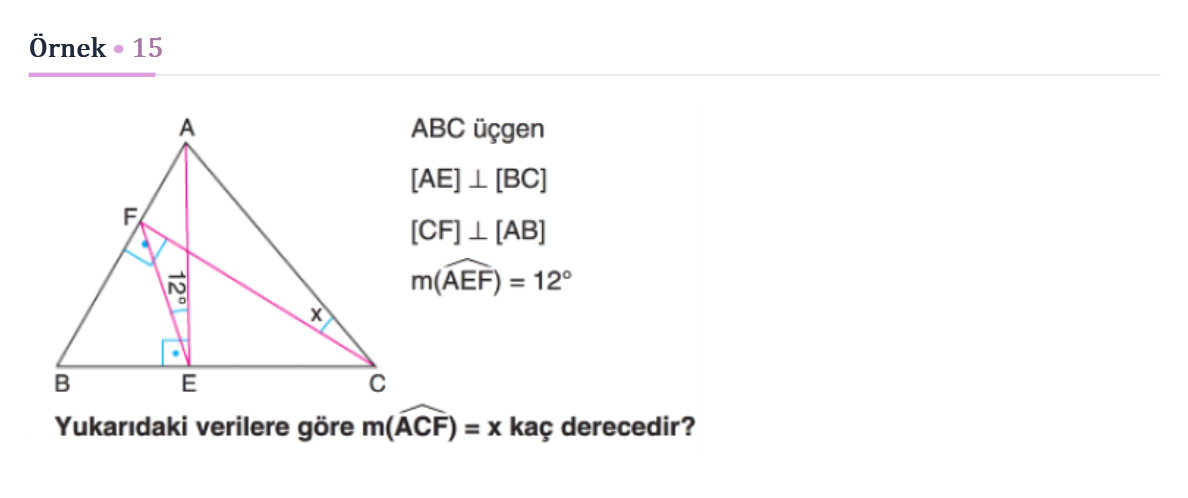 Örnek • 15
A
ABC üçgen
[AE] ⊥ [BC]
F
[CF] ⊥ [AB]
12°
m(AEF) = 12°
x
B E C
Yukarıdaki verilere göre m(ACF) = x kaç derecedir?